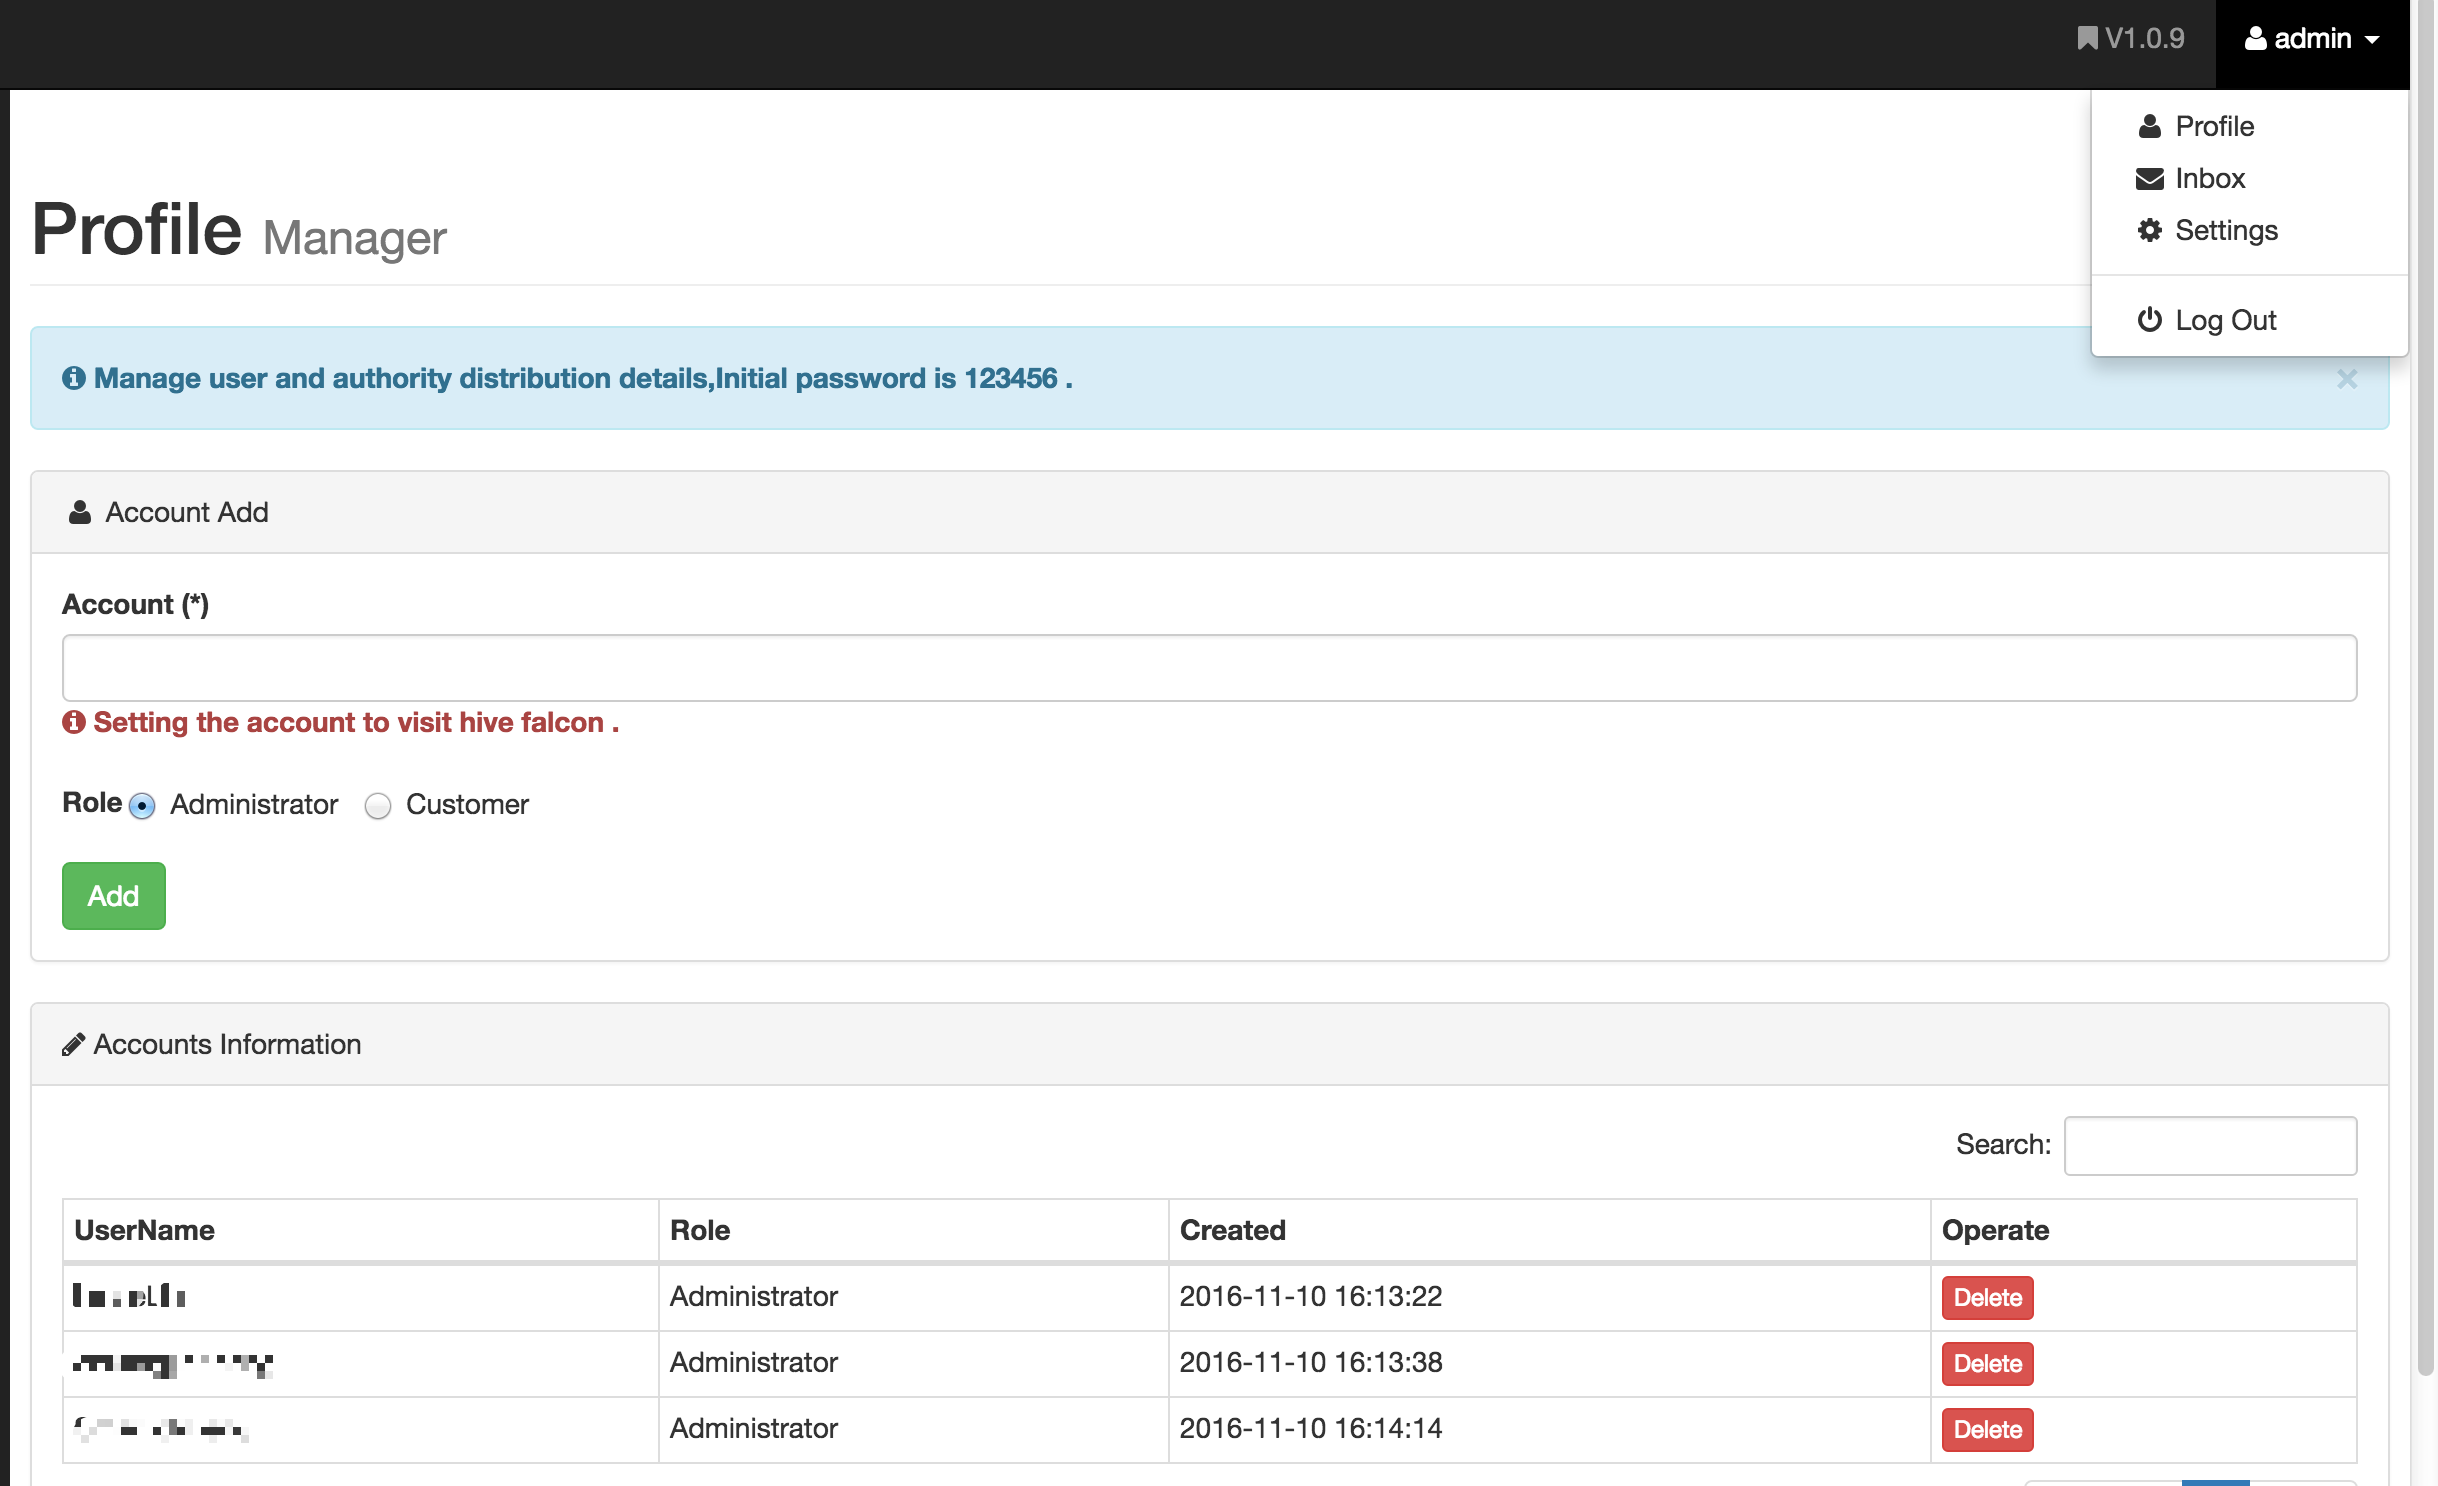 V1.0.9 admin
Profile
Inbox
Settings
Log Out
Profile Manager
Manage user and authority distribution details,Initial password is 123456 .
Account Add
Account (*)
Setting the account to visit hive falcon .
Role Administrator Customer
Add
Accounts Information
Search:
UserName Role Created Operate
Administrator 2016-11-10 16:13:22 Delete
Administrator 2016-11-10 16:13:38 Delete
Administrator 2016-11-10 16:14:14 Delete